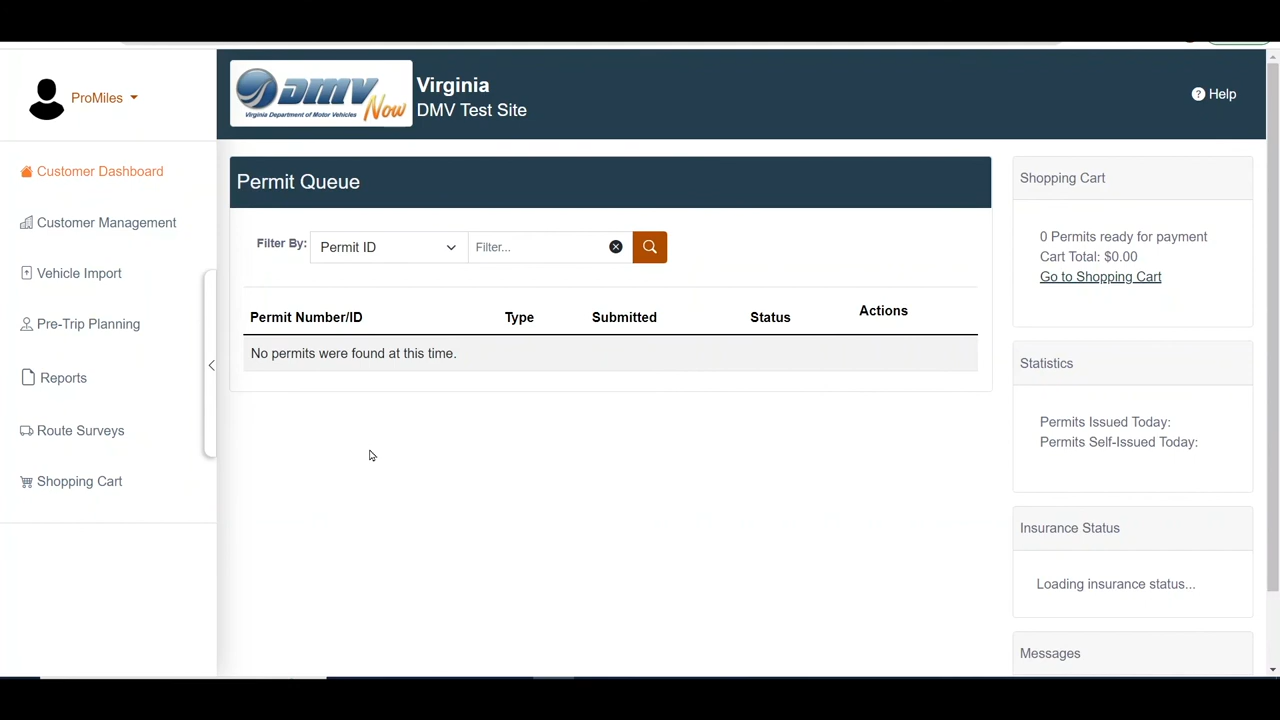 ProMiles
Customer Dashboard
Customer Management
Vehicle Import
Pre-Trip Planning
Reports
Route Surveys
Shopping Cart
DMV Now
Virginia Department of Motor Vehicles
Virginia
DMV Test Site
Help
Permit Queue
Filter By: Permit ID Filter...
Permit Number/ID Type Submitted Status Actions
No permits were found at this time.
Shopping Cart
0 Permits ready for payment
Cart Total: $0.00
Go to Shopping Cart
Statistics
Permits Issued Today:
Permits Self-Issued Today:
Insurance Status
Loading insurance status...
Messages